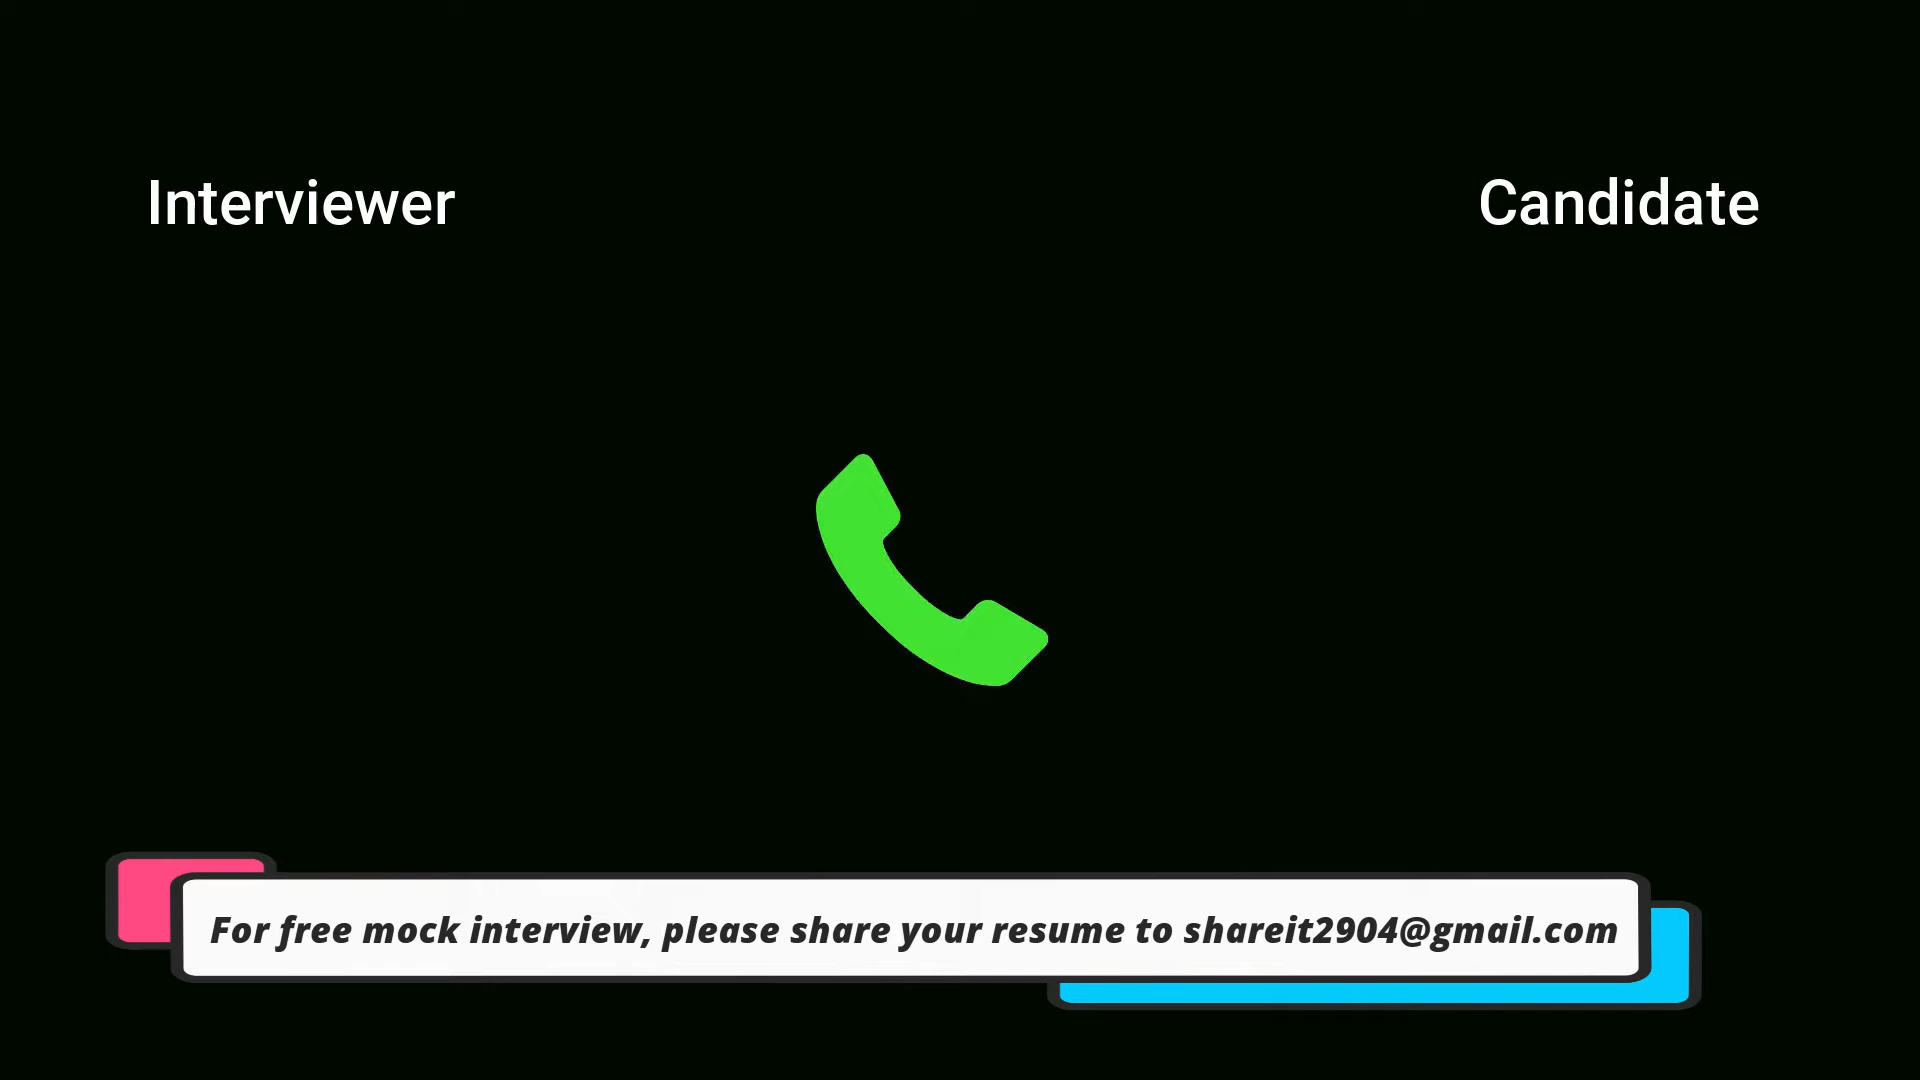 Interviewer
Candidate
For free mock interview, please share your resume to shareit2904@gmail.com